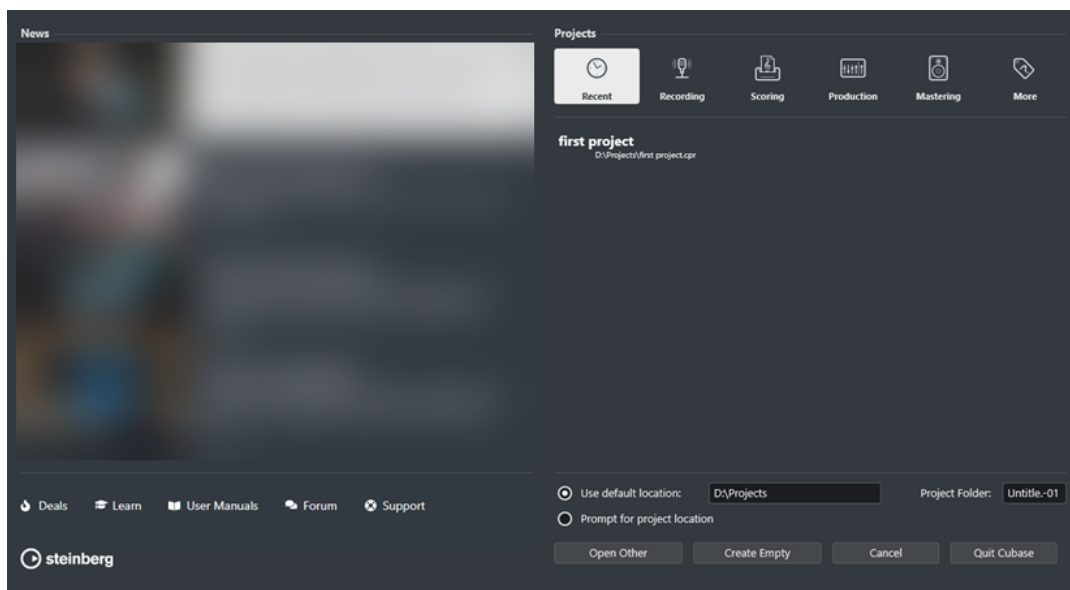 News
Projects
Recent
Recording
Scoring
Production
Mastering
More
first project
D:\Projects\first project.cpr
Use default location:
D:\Projects
Project Folder:
Untitle.-01
Prompt for project location
Deals
Learn
User Manuals
Forum
Support
Open Other
Create Empty
Cancel
Quit Cubase
steinberg